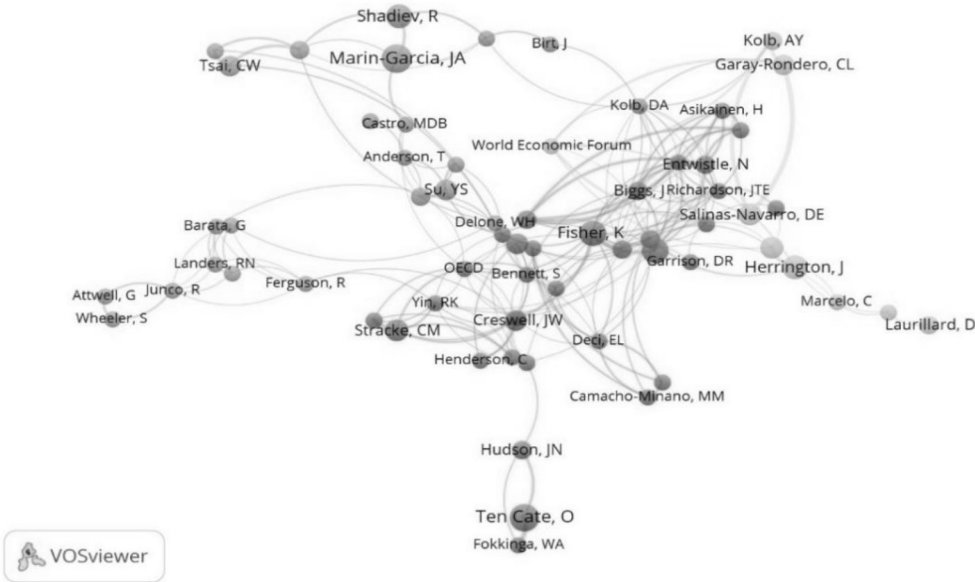 Shadiev, R
Marin-Garcia, JA
Birt, J
Tsai, CW
Kolb, AY
Garay-Rondero, CL
Kolb, DA
Asikainen, H
Castro, MDB
World Economic Forum
Anderson, T
Entwistle, N
Su, YS
Biggs, J
Richardson, JTE
Salinas-Navarro, DE
Barata, G
Delone, WH
Fisher, K
Landers, RN
OECD
Garrison, DR
Herrington, J
Bennett, S
Ferguson, R
Junco, R
Attwell, G
Wheeler, S
Yin, RK
Marcelo, C
Creswell, JW
Stracke, CM
Laurillard, D
Deci, EL
Henderson, C
Camacho-Minano, MM
Hudson, JN
Ten Cate, O
Fokkinga, WA
VOSviewer